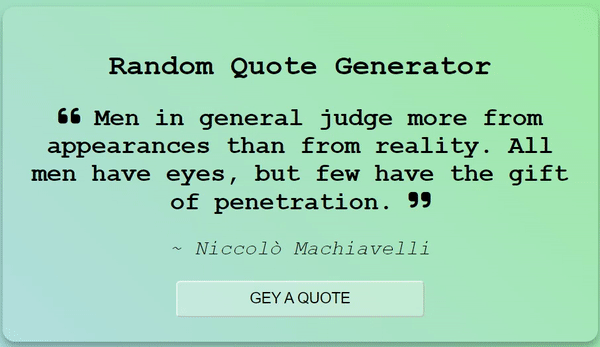 Random Quote Generator
❝ Men in general judge more from
appearances than from reality. All
men have eyes, but few have the gift
of penetration. ❞
~ Niccolò Machiavelli
GEY A QUOTE